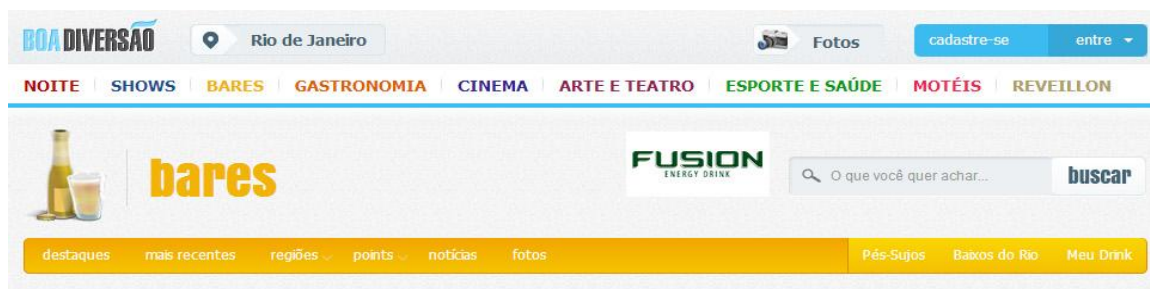 BOA DIVERSÃO Rio de Janeiro Fotos cadastre-se entre
NOITE SHOWS BARES GASTRONOMIA CINEMA ARTE E TEATRO ESPORTE E SAÚDE MOTÉIS REVEILLON
bares FUSION
ENERGY DRINK
O que você quer achar... buscar
destaques mais recentes regiões points notícias fotos Pés-Sujos Baixos do Rio Meu Drink